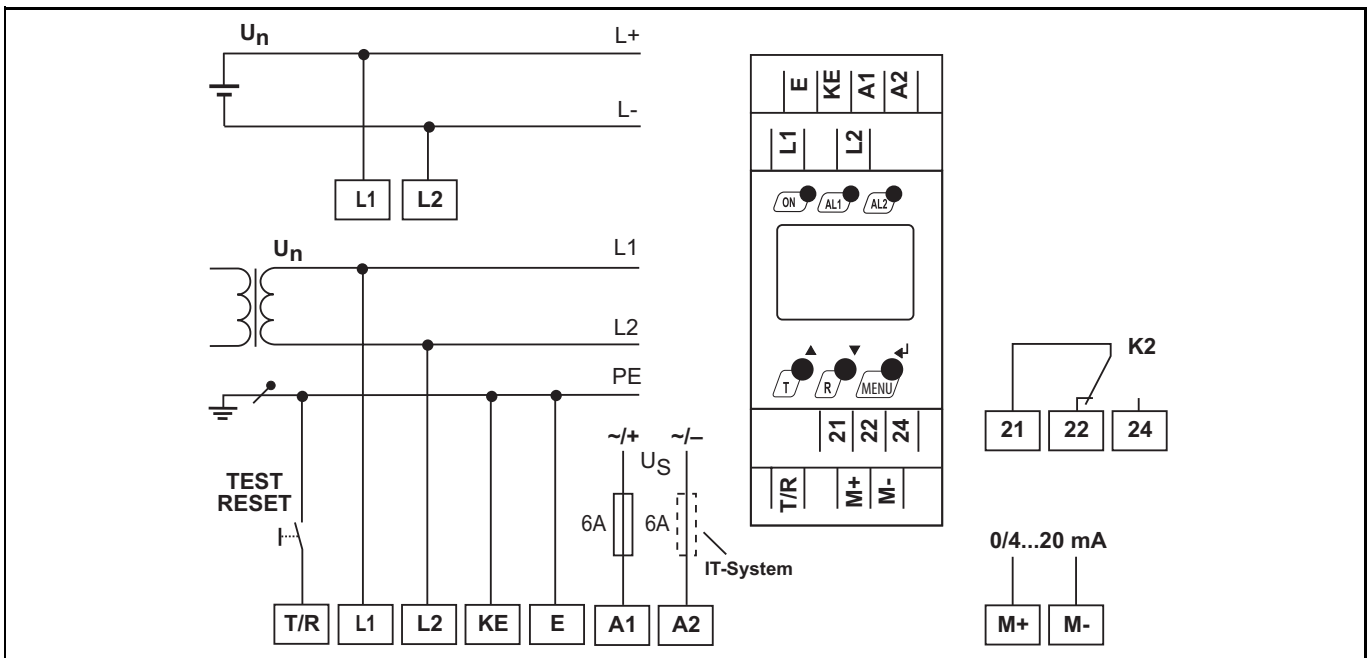 Un
L+
L-
L1 L2
Un
L1
L2
PE
TEST
RESET
~/+ ~/–
US
6A 6A
IT-System
T/R L1 L2 KE E A1 A2
E KE A1 A2
L1 L2
ON AL1 AL2
▲ ▼ ↲
T R MENU
21 22 24
T/R M+ M-
K2
21 22 24
0/4...20 mA
M+ M-